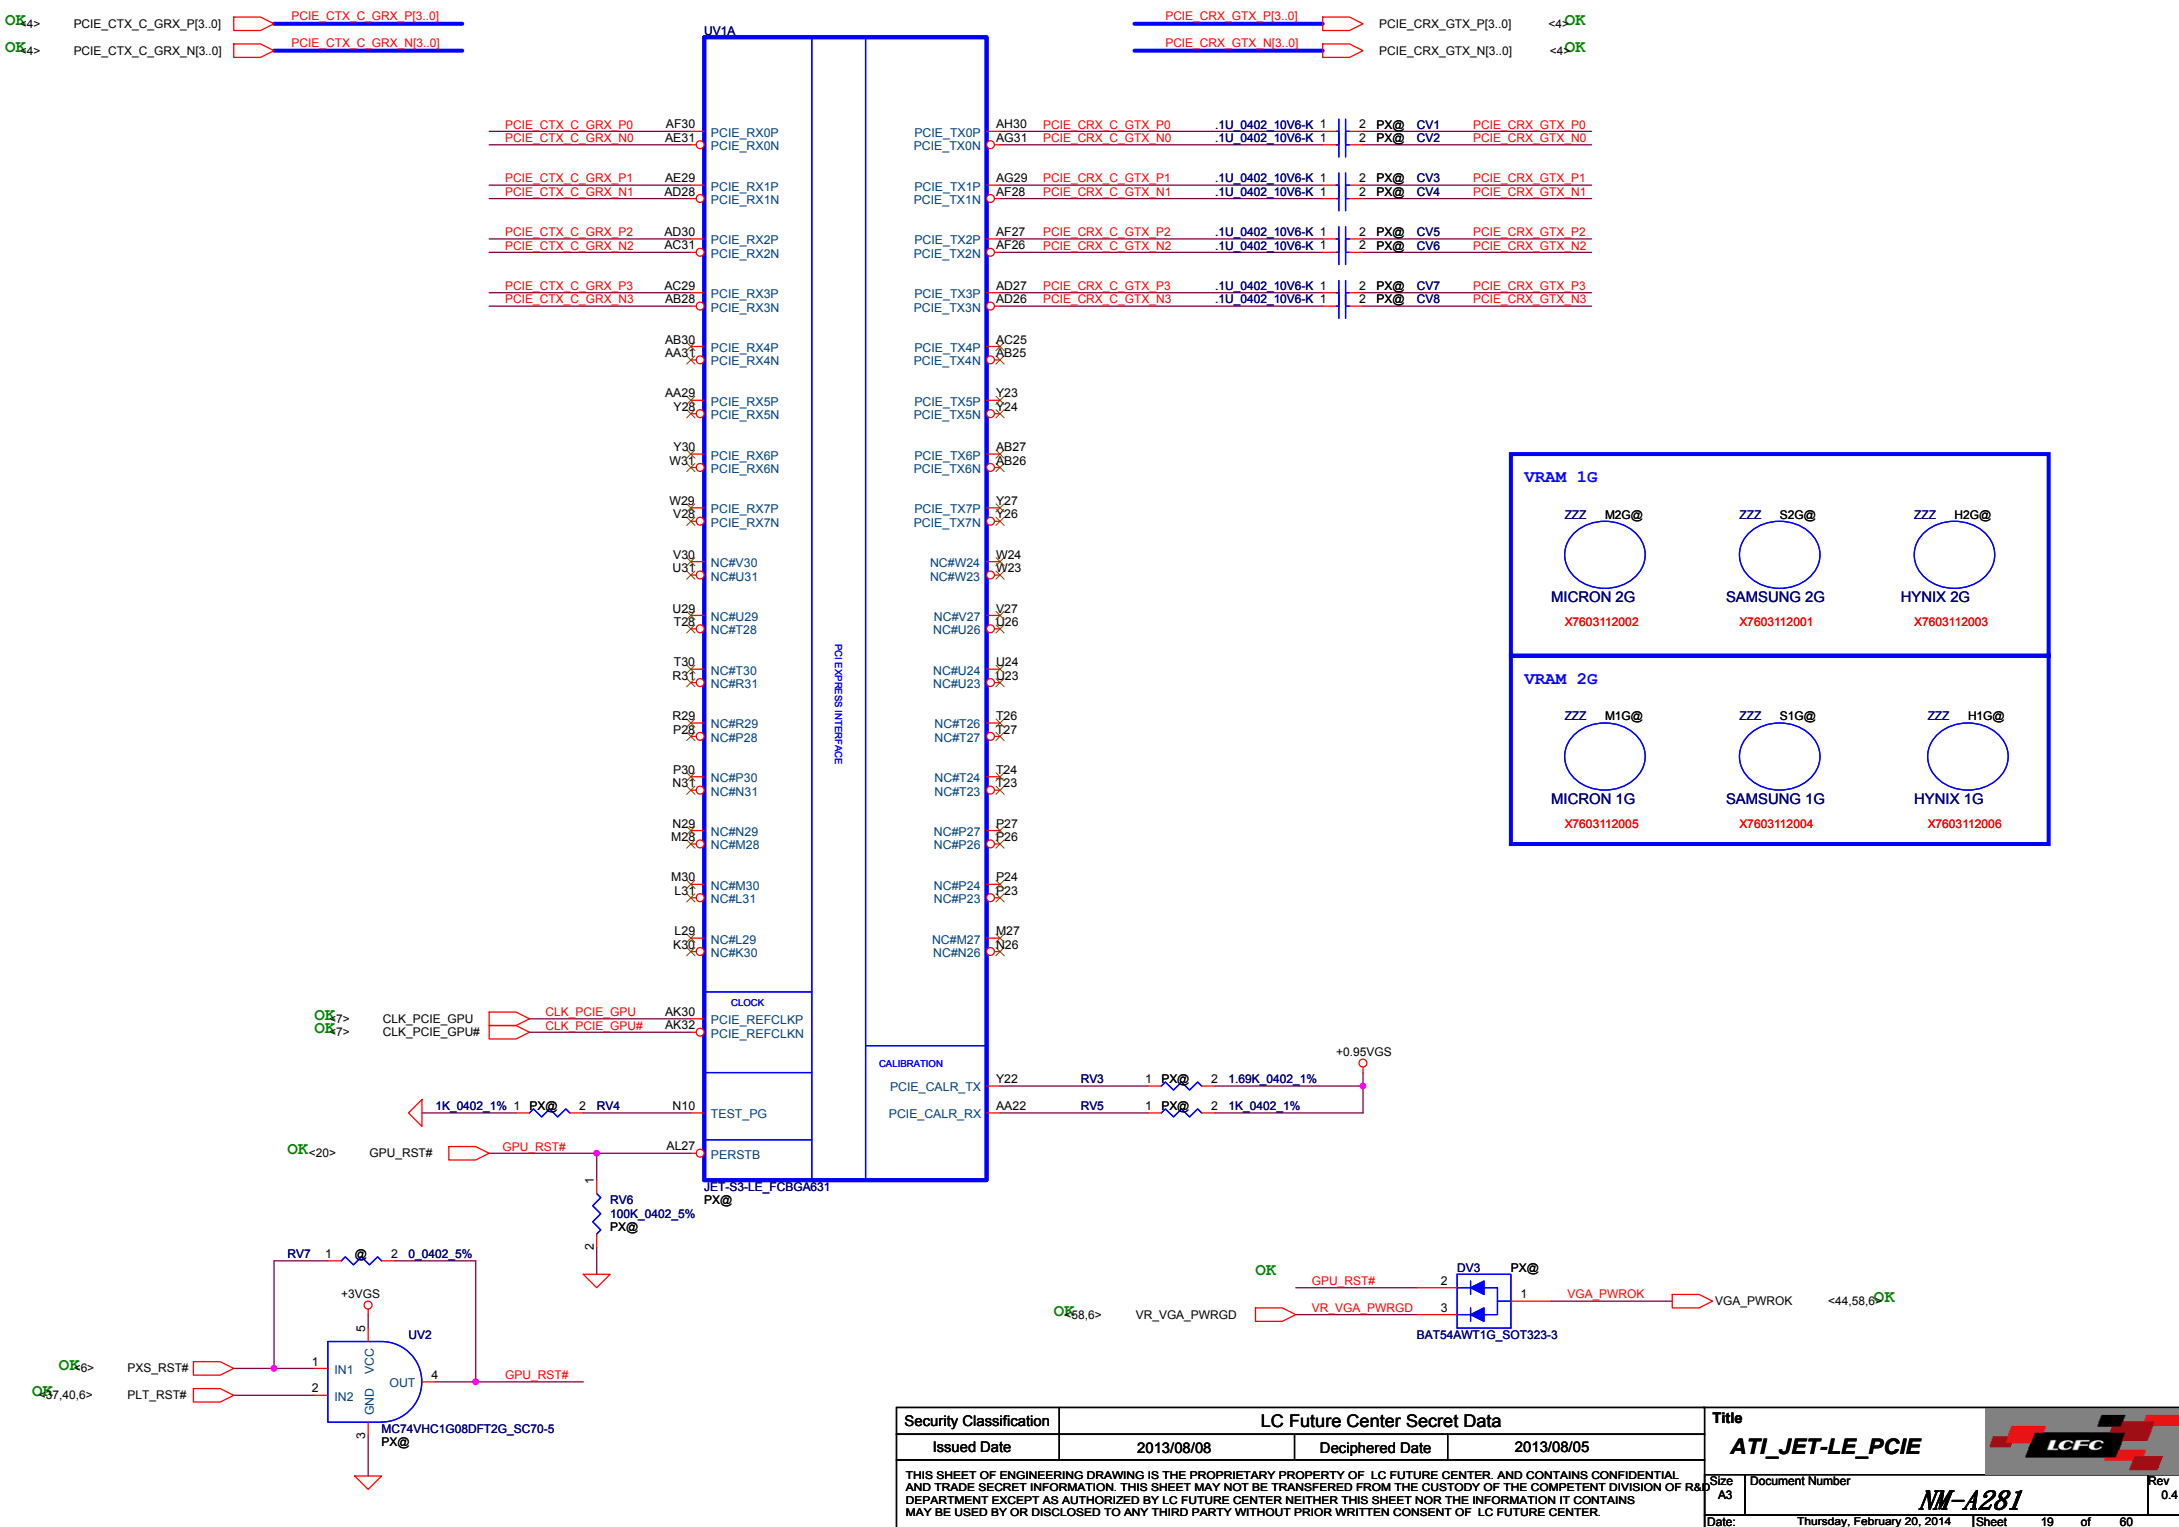 OK <4> PCIE_CTX_C_GRX_P[3..0] PCIE_CTX_C_GRX_P[3..0]
OK <4> PCIE_CTX_C_GRX_N[3..0] PCIE_CTX_C_GRX_N[3..0]
PCIE_CRX_GTX_P[3..0] PCIE_CRX_GTX_P[3..0] <4> OK
PCIE_CRX_GTX_N[3..0] PCIE_CRX_GTX_N[3..0] <4> OK
UV1A
PCIE_CTX_C_GRX_P0 AF30 PCIE_RX0P PCIE_TX0P AH30 PCIE_CRX_C_GTX_P0 .1U_0402_10V6-K 1 2 PX@ CV1 PCIE_CRX_GTX_P0
PCIE_CTX_C_GRX_N0 AE31 PCIE_RX0N PCIE_TX0N AG31 PCIE_CRX_C_GTX_N0 .1U_0402_10V6-K 1 2 PX@ CV2 PCIE_CRX_GTX_N0
PCIE_CTX_C_GRX_P1 AE29 PCIE_RX1P PCIE_TX1P AG29 PCIE_CRX_C_GTX_P1 .1U_0402_10V6-K 1 2 PX@ CV3 PCIE_CRX_GTX_P1
PCIE_CTX_C_GRX_N1 AD28 PCIE_RX1N PCIE_TX1N AF28 PCIE_CRX_C_GTX_N1 .1U_0402_10V6-K 1 2 PX@ CV4 PCIE_CRX_GTX_N1
PCIE_CTX_C_GRX_P2 AD30 PCIE_RX2P PCIE_TX2P AF27 PCIE_CRX_C_GTX_P2 .1U_0402_10V6-K 1 2 PX@ CV5 PCIE_CRX_GTX_P2
PCIE_CTX_C_GRX_N2 AC31 PCIE_RX2N PCIE_TX2N AF26 PCIE_CRX_C_GTX_N2 .1U_0402_10V6-K 1 2 PX@ CV6 PCIE_CRX_GTX_N2
PCIE_CTX_C_GRX_P3 AC29 PCIE_RX3P PCIE_TX3P AD27 PCIE_CRX_C_GTX_P3 .1U_0402_10V6-K 1 2 PX@ CV7 PCIE_CRX_GTX_P3
PCIE_CTX_C_GRX_N3 AB28 PCIE_RX3N PCIE_TX3N AD26 PCIE_CRX_C_GTX_N3 .1U_0402_10V6-K 1 2 PX@ CV8 PCIE_CRX_GTX_N3
AB30 PCIE_RX4P PCIE_TX4P AC25
AA31 PCIE_RX4N PCIE_TX4N AB25
AA29 PCIE_RX5P PCIE_TX5P Y23
Y28 PCIE_RX5N PCIE_TX5N Y24
Y30 PCIE_RX6P PCIE_TX6P AB27
W31 PCIE_RX6N PCIE_TX6N AB26
W29 PCIE_RX7P PCIE_TX7P Y27
V28 PCIE_RX7N PCIE_TX7N Y26
V30 NC#V30 NC#W24 W24
U31 NC#U31 NC#W23 W23
U29 NC#U29 NC#V27 V27
T28 NC#T28 NC#U26 U26
T30 NC#T30 NC#U24 U24
R31 NC#R31 NC#U23 U23
R29 NC#R29 NC#T26 T26
P28 NC#P28 NC#T27 T27
P30 NC#P30 NC#T24 T24
N31 NC#N31 NC#T23 T23
N29 NC#N29 NC#P27 P27
M28 NC#M28 NC#P26 P26
M30 NC#M30 NC#P24 P24
L31 NC#L31 NC#P23 P23
L29 NC#L29 NC#M27 M27
K30 NC#K30 NC#N26 N26
PCI EXPRESS INTERFACE
VRAM 1G
ZZZ M2G@ ZZZ S2G@ ZZZ H2G@
MICRON 2G SAMSUNG 2G HYNIX 2G
X7603112002 X7603112001 X7603112003
VRAM 2G
ZZZ M1G@ ZZZ S1G@ ZZZ H1G@
MICRON 1G SAMSUNG 1G HYNIX 1G
X7603112005 X7603112004 X7603112006
CLOCK
OK <7> CLK_PCIE_GPU CLK_PCIE_GPU AK30 PCIE_REFCLKP
OK <7> CLK_PCIE_GPU# CLK_PCIE_GPU# AK32 PCIE_REFCLKN
+0.95VGS
CALIBRATION
PCIE_CALR_TX Y22 RV3 1 PX@ 2 1.69K_0402_1%
1K_0402_1% 1 PX@ 2 RV4 N10 TEST_PG
PCIE_CALR_RX AA22 RV5 1 PX@ 2 1K_0402_1%
OK <20> GPU_RST# GPU_RST# AL27 PERSTB
JET-S3-LE_FCBGA631
PX@
1 RV6
100K_0402_5%
PX@
2
RV7 1 @ 2 0_0402_5%
+3VGS
5 UV2
OK <6> PXS_RST# 1 IN1 VCC
OUT 4 GPU_RST#
OK <37,40,6> PLT_RST# 2 IN2 GND
3 MC74VHC1G08DFT2G_SC70-5
PX@
OK DV3 PX@
GPU_RST# 2
1 VGA_PWROK VGA_PWROK <44,58,6> OK
OK <58,6> VR_VGA_PWRGD VR_VGA_PWRGD 3
BAT54AWT1G_SOT323-3
Security Classification LC Future Center Secret Data
Issued Date 2013/08/08 Deciphered Date 2013/08/05
THIS SHEET OF ENGINEERING DRAWING IS THE PROPRIETARY PROPERTY OF LC FUTURE CENTER. AND CONTAINS CONFIDENTIAL
AND TRADE SECRET INFORMATION. THIS SHEET MAY NOT BE TRANSFERED FROM THE CUSTODY OF THE COMPETENT DIVISION OF R&D
DEPARTMENT EXCEPT AS AUTHORIZED BY LC FUTURE CENTER NEITHER THIS SHEET NOR THE INFORMATION IT CONTAINS
MAY BE USED BY OR DISCLOSED TO ANY THIRD PARTY WITHOUT PRIOR WRITTEN CONSENT OF LC FUTURE CENTER.
Title
ATI_JET-LE_PCIE
LCFC
Size Document Number Rev
A3 NM-A281 0.4
Date: Thursday, February 20, 2014 Sheet 19 of 60